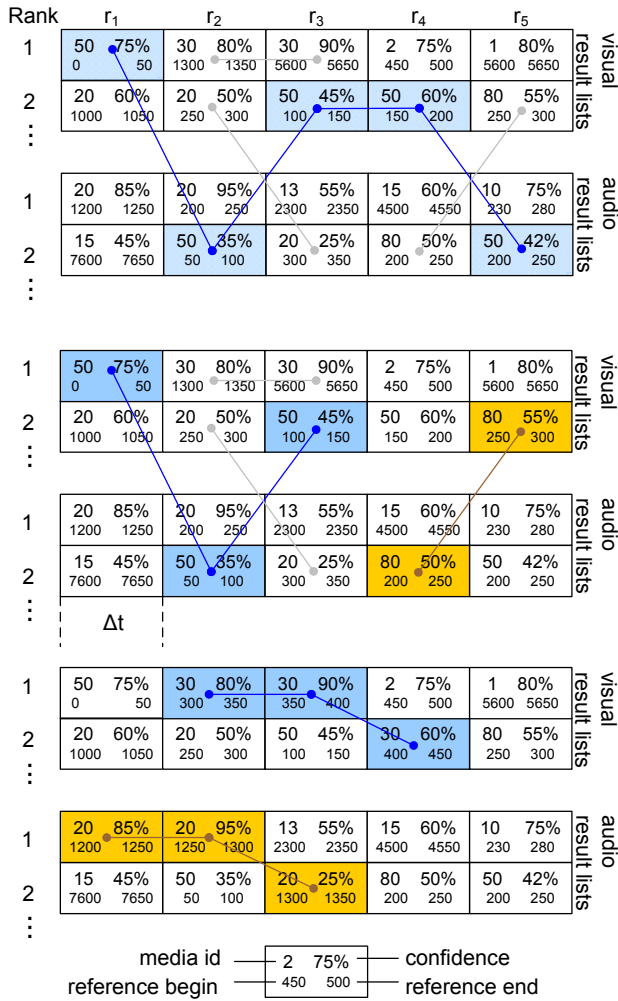 Rank r1 r2 r3 r4 r5
1 50 75% 30 80% 30 90% 2 75% 1 80%
0 50 1300 1350 5600 5650 450 500 5600 5650
2 20 60% 20 50% 50 45% 50 60% 80 55%
1000 1050 250 300 100 150 150 200 250 300
...
visual
result lists
1 20 85% 20 95% 13 55% 15 60% 10 75%
1200 1250 200 250 2300 2350 4500 4550 230 280
2 15 45% 50 35% 20 25% 80 50% 50 42%
7600 7650 50 100 300 350 200 250 200 250
...
audio
result lists
1 50 75% 30 80% 30 90% 2 75% 1 80%
0 50 1300 1350 5600 5650 450 500 5600 5650
2 20 60% 20 50% 50 45% 50 60% 80 55%
1000 1050 250 300 100 150 150 200 250 300
...
visual
result lists
1 20 85% 20 95% 13 55% 15 60% 10 75%
1200 1250 200 250 2300 2350 4500 4550 230 280
2 15 45% 50 35% 20 25% 80 50% 50 42%
7600 7650 50 100 300 350 200 250 200 250
...
audio
result lists
Δt
1 50 75% 30 80% 30 90% 2 75% 1 80%
0 50 300 350 350 400 450 500 5600 5650
2 20 60% 20 50% 50 45% 30 60% 80 55%
1000 1050 250 300 100 150 400 450 250 300
...
visual
result lists
1 20 85% 20 95% 13 55% 15 60% 10 75%
1200 1250 1250 1300 2300 2350 4500 4550 230 280
2 15 45% 50 35% 20 25% 80 50% 50 42%
7600 7650 50 100 1300 1350 200 250 200 250
...
audio
result lists
media id 2 75% confidence
reference begin 450 500 reference end